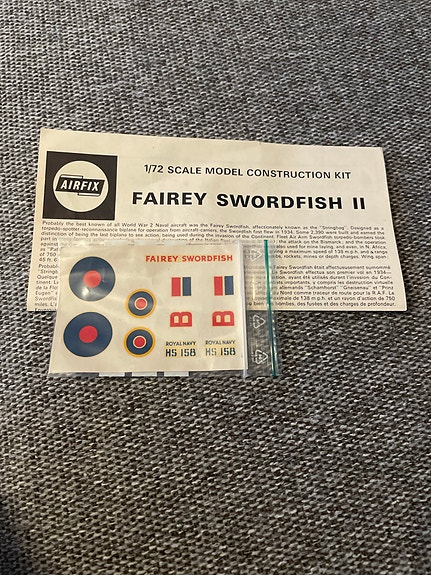 AIRFIX
1/72 SCALE MODEL CONSTRUCTION KIT
FAIREY SWORDFISH II
Probably the best known of all World War 2 Naval aircraft was the Fairey Swordfish, affectionately known as the "Stringbag". Designed as a
torpedo-spotter-reconnaissance biplane for operation from aircraft-carriers, the Swordfish first flew in 1934. Some 2,390 were built and earned the
distinction of being the last biplane to see action, being used during the invasion of the Continent. Fleet Air Arm Swordfish torpedo-bombers took
part in the attack on the Bismarck; and the operation
against also used for mine laying, and even, in N. Africa,
maximum speed of 138 m.p.h. and a range
rockets, mines or depth charges. Wing span:
48 ft.
Swordfish était affectueusement surnommé
Swordfish effectua son premier vol en 1934
ayant été utilisés durant l'invasion du Con-
importants, y compris la destruction virtuelle
allemands "Scharnhorst", "Gneisenau" et "Prinz
du Nord comme traceur de route pour la R.A.F. La
138 m.p.h. et un rayon d'action de 750
bombes, des fusées et des charges de profondeur.
FAIREY SWORDFISH
B B
ROYAL NAVY ROYAL NAVY
HS 158 HS 158